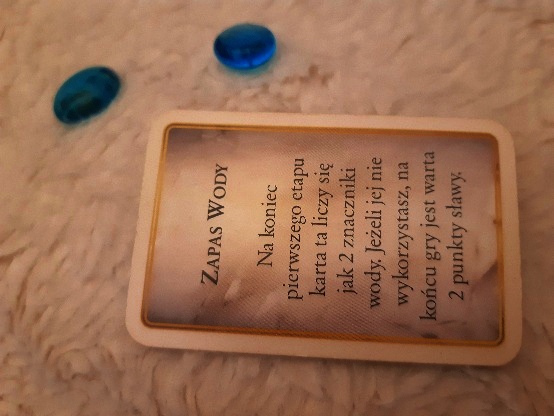 ZAPAS WODY
Na koniec
pierwszego etapu
karta ta liczy się
jak 2 znaczniki
wody. Jeżeli jej nie
wykorzystasz, na
końcu gry jest warta
2 punkty sławy.